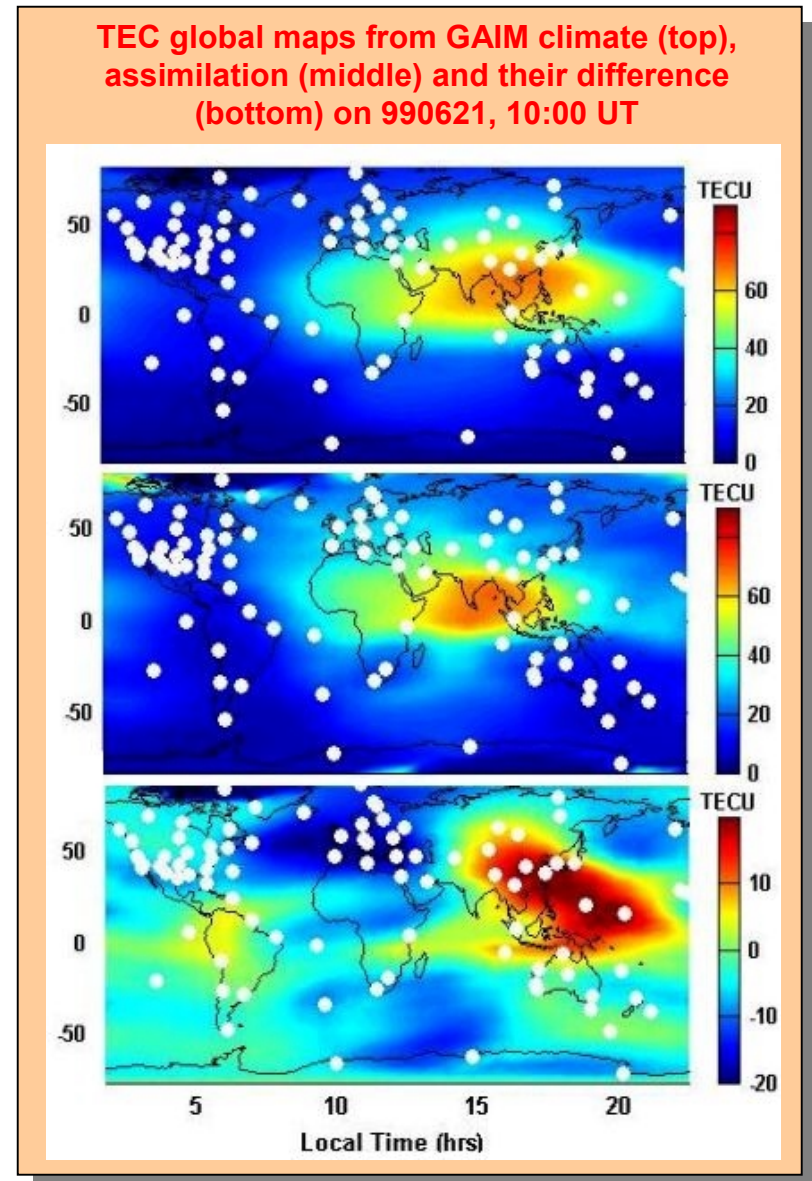 TEC global maps from GAIM climate (top),
assimilation (middle) and their difference
(bottom) on 990621, 10:00 UT
TECU
50
0
-50
60
40
20
0
TECU
50
0
-50
60
40
20
0
TECU
50
0
-50
10
0
-10
-20
5 10 15 20
Local Time (hrs)